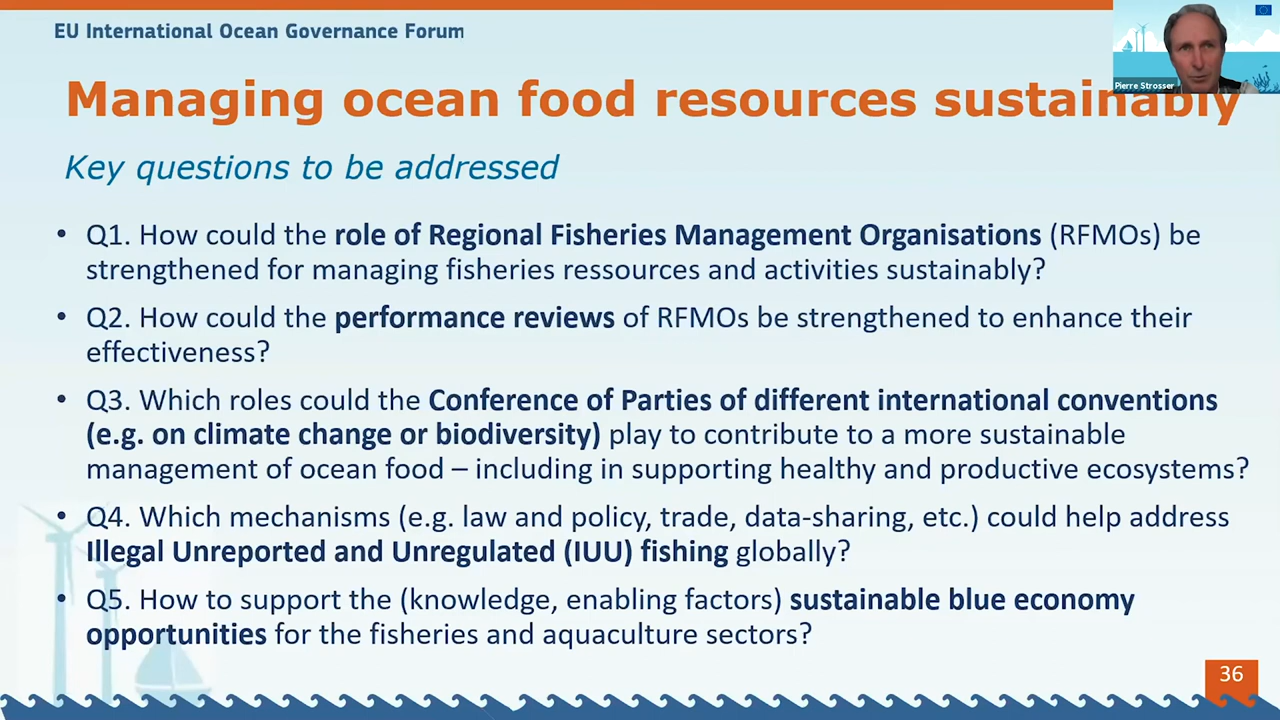 EU International Ocean Governance Forum
Pierre Strosser
Managing ocean food resources sustainably
Key questions to be addressed
• Q1. How could the role of Regional Fisheries Management Organisations (RFMOs) be
strengthened for managing fisheries ressources and activities sustainably?
• Q2. How could the performance reviews of RFMOs be strengthened to enhance their
effectiveness?
• Q3. Which roles could the Conference of Parties of different international conventions
(e.g. on climate change or biodiversity) play to contribute to a more sustainable
management of ocean food – including in supporting healthy and productive ecosystems?
• Q4. Which mechanisms (e.g. law and policy, trade, data-sharing, etc.) could help address
Illegal Unreported and Unregulated (IUU) fishing globally?
• Q5. How to support the (knowledge, enabling factors) sustainable blue economy
opportunities for the fisheries and aquaculture sectors?
36